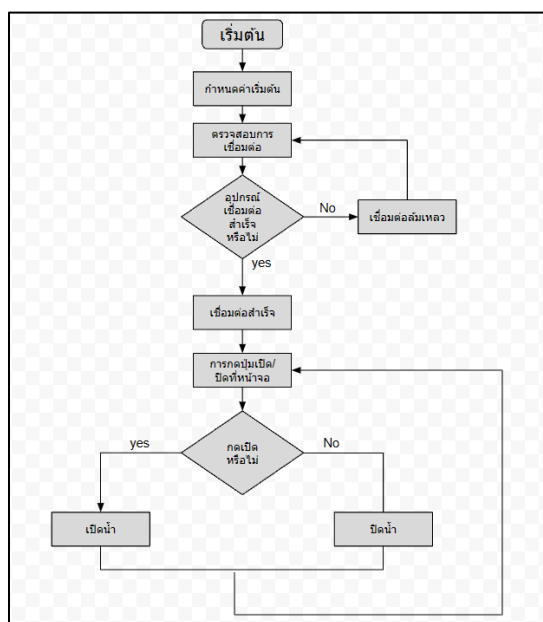 เริ่มต้น
กำหนดค่าเริ่มต้น
ตรวจสอบการ
เชื่อมต่อ
อุปกรณ์
เชื่อมต่อ
สำเร็จ
หรือไม่
No
เชื่อมต่อล้มเหลว
yes
เชื่อมต่อสำเร็จ
การกดปุ่มเปิด/
ปิดที่หน้าจอ
yes
กดเปิด
หรือไม่
No
เปิดน้ำ
ปิดน้ำ